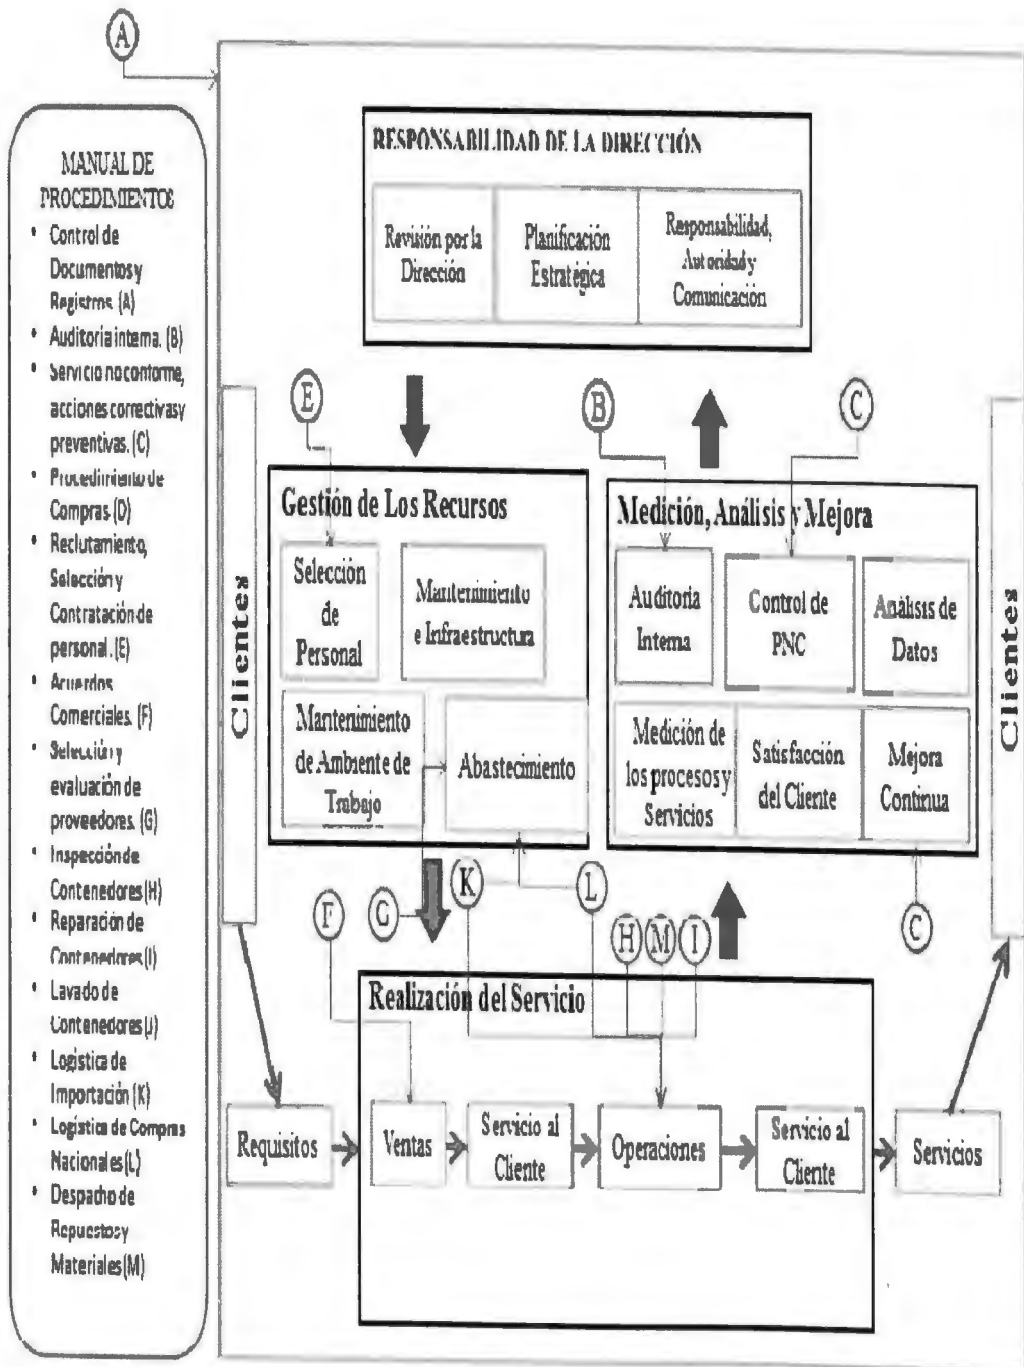 A
MANUAL DE
PROCEDIMIENTOS
• Control de
Documentos y
Registros. (A)
• Auditoria interna. (B)
• Servicio no conforme,
acciones correctivas y
preventivas. (C)
• Procedimiento de
Compras. (D)
• Reclutamiento,
Selección y
Contratación de
personal. (E)
• Acuerdos
Comerciales. (F)
• Selección y
evaluación de
proveedores. (G)
• Inspección de
Contenedores (H)
• Reparación de
Contenedores (I)
• Lavado de
Contenedores (J)
• Logística de
Importación (K)
• Logística de Compras
Nacionales (L)
• Despacho de
Repuestos y
Materiales (M)
RESPONSABILIDAD DE LA DIRECCIÓN
Revisión por la
Dirección
Planificación
Estratégica
Responsabilidad,
Autoridad y
Comunicación
E
B
C
Clientes
Gestión de Los Recursos
Selección
de
Personal
Mantenimiento
e Infraestructura
Mantenimiento
de Ambiente de
Trabajo
Abastecimiento
Medición, Análisis y Mejora
Auditoria
Interna
Control de
PNC
Análisis de
Datos
Medición de
los procesos y
Servicios
Satisfacción
del Cliente
Mejora
Continua
Clientes
F
G
K
L
H
M
I
C
Realización del Servicio
Requisitos
Ventas
Servicio al
Cliente
Operaciones
Servicio al
Cliente
Servicios